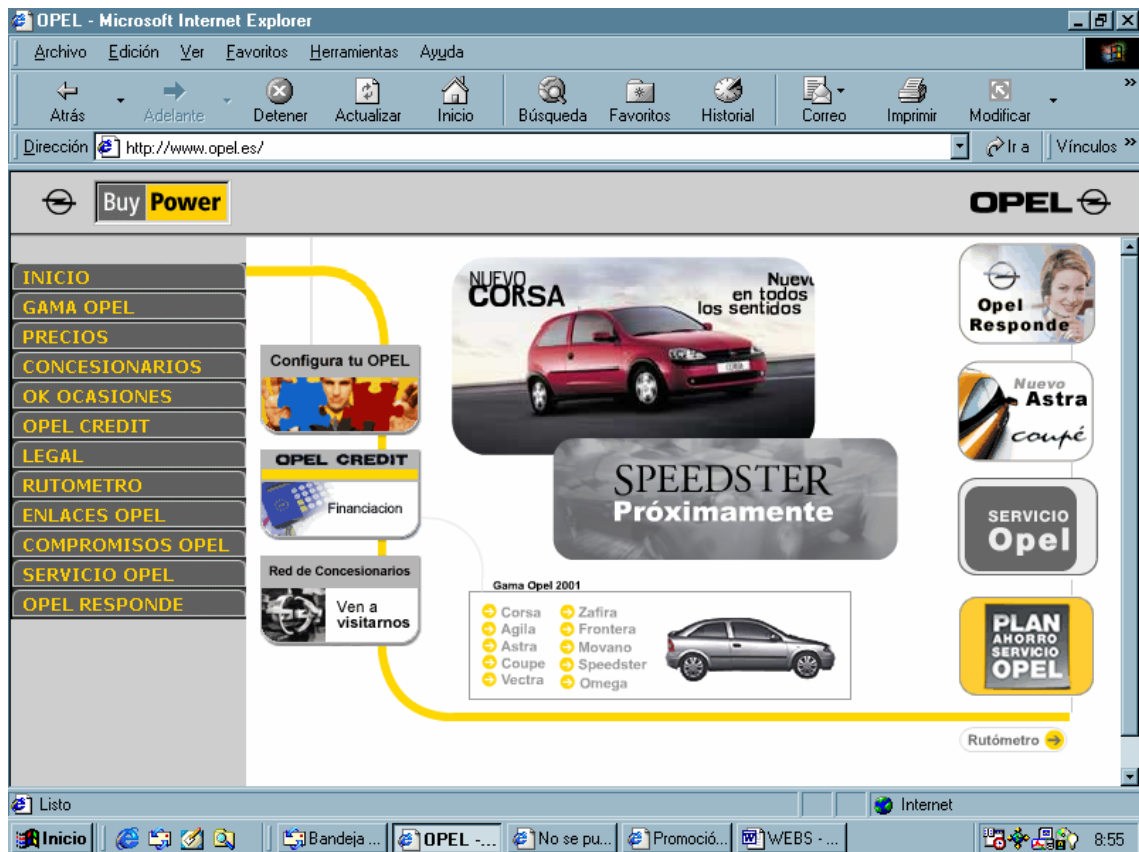 OPEL - Microsoft Internet Explorer
Archivo Edición Ver Favoritos Herramientas Ayuda
Atrás Adelante Detener Actualizar Inicio Búsqueda Favoritos Historial Correo Imprimir Modificar »
Dirección http://www.opel.es/ Ir a Vínculos »
Buy Power
OPEL
INICIO
GAMA OPEL
PRECIOS
CONCESIONARIOS
OK OCASIONES
OPEL CREDIT
LEGAL
RUTOMETRO
ENLACES OPEL
COMPROMISOS OPEL
SERVICIO OPEL
OPEL RESPONDE
Configura tu OPEL
OPEL CREDIT
Financiacion
Red de Concesionarios
Ven a
visitarnos
NUEVO
CORSA
Nuevo
en todos
los sentidos
CORSA
SPEEDSTER
Próximamente
Gama Opel 2001
Corsa Zafira
Agila Frontera
Astra Movano
Coupe Speedster
Vectra Omega
Opel
Responde
Nuevo
Astra
coupé
SERVICIO
Opel
PLAN
AHORRO
SERVICIO
OPEL
Rutómetro
Listo Internet
Inicio Bandeja ... OPEL -... No se pu... Promoció... WEBS - ... 8:55